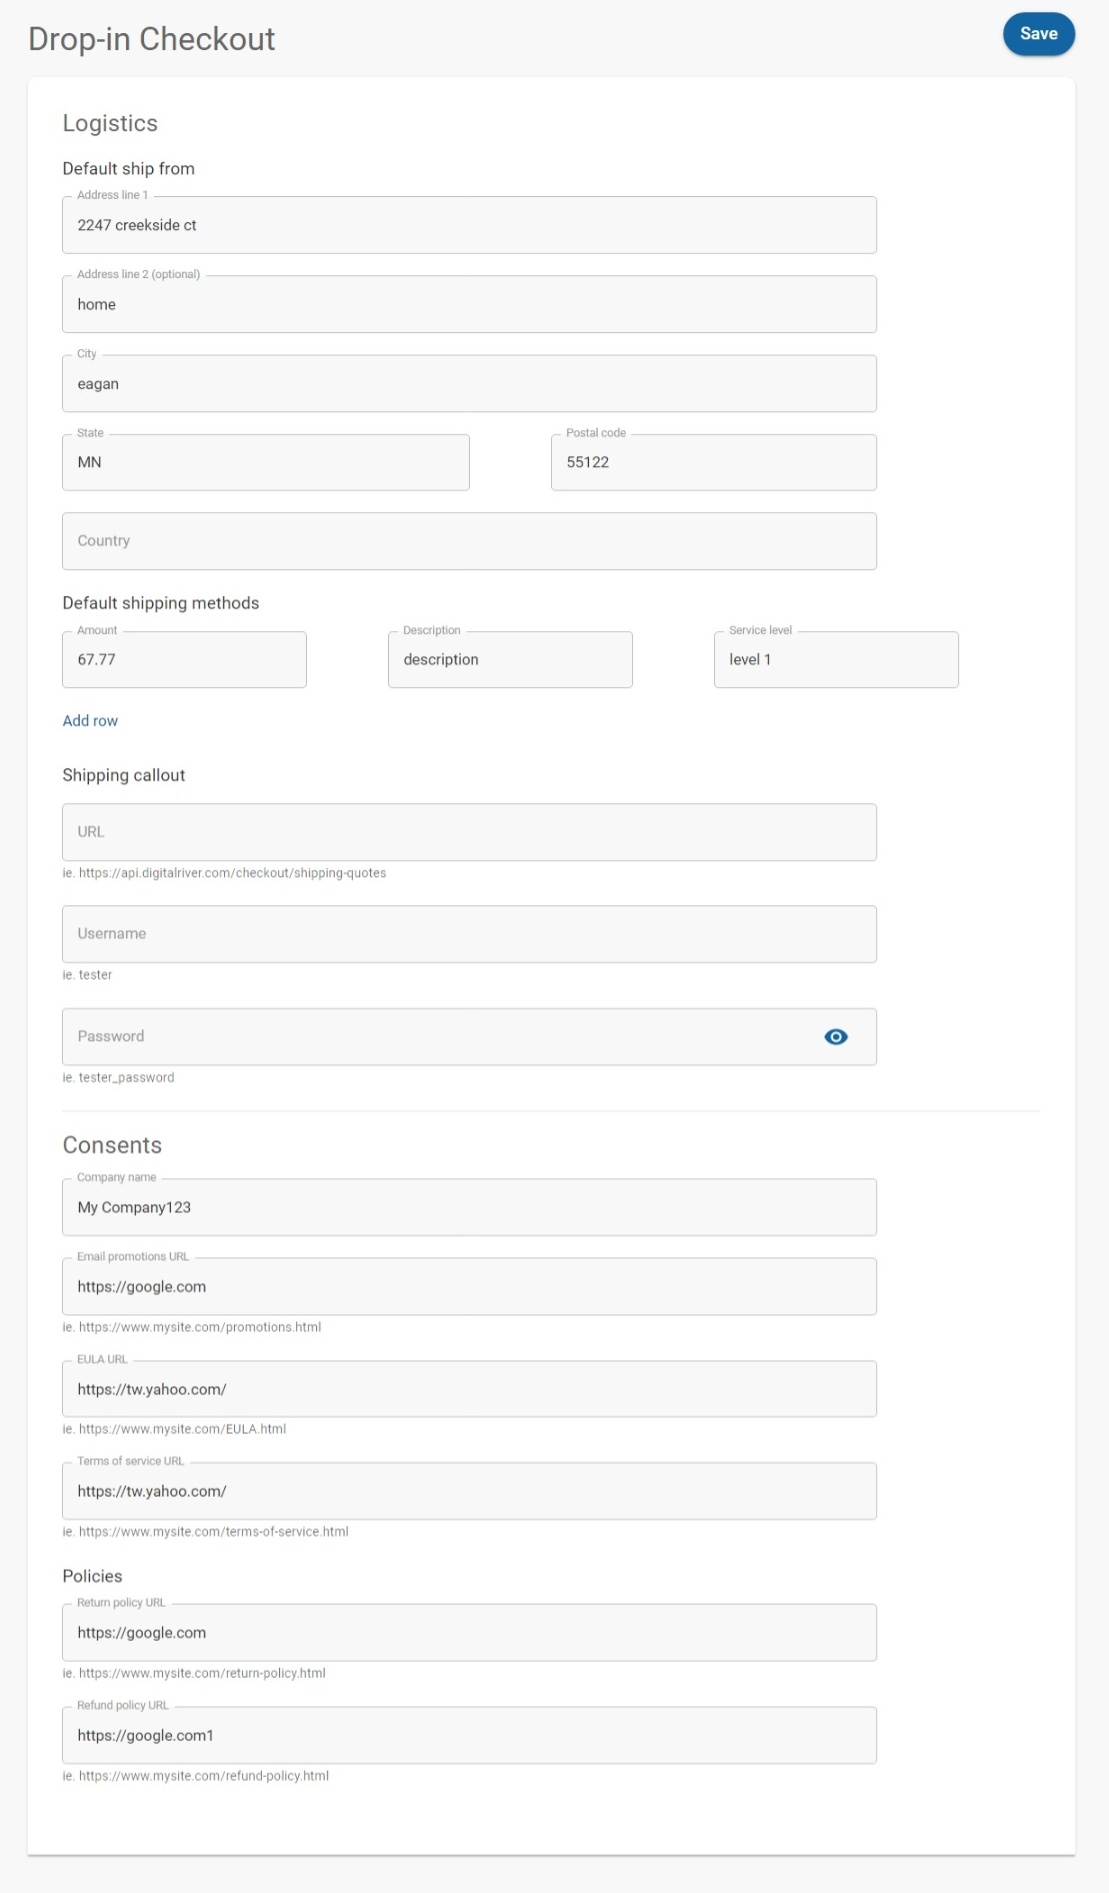 Drop-in Checkout
Save
Logistics
Default ship from
Address line 1
2247 creekside ct
Address line 2 (optional)
home
City
eagan
State
Postal code
MN
55122
Country
Default shipping methods
Amount
Description
Service level
67.77
description
level 1
Add row
Shipping callout
URL
ie. https://api.digitalriver.com/checkout/shipping-quotes
Username
ie. tester
Password
ie. tester_password
Consents
Company name
My Company123
Email promotions URL
https://google.com
ie. https://www.mysite.com/promotions.html
EULA URL
https://tw.yahoo.com/
ie. https://www.mysite.com/EULA.html
Terms of service URL
https://tw.yahoo.com/
ie. https://www.mysite.com/terms-of-service.html
Policies
Return policy URL
https://google.com
ie. https://www.mysite.com/return-policy.html
Refund policy URL
https://google.com1
ie. https://www.mysite.com/refund-policy.html